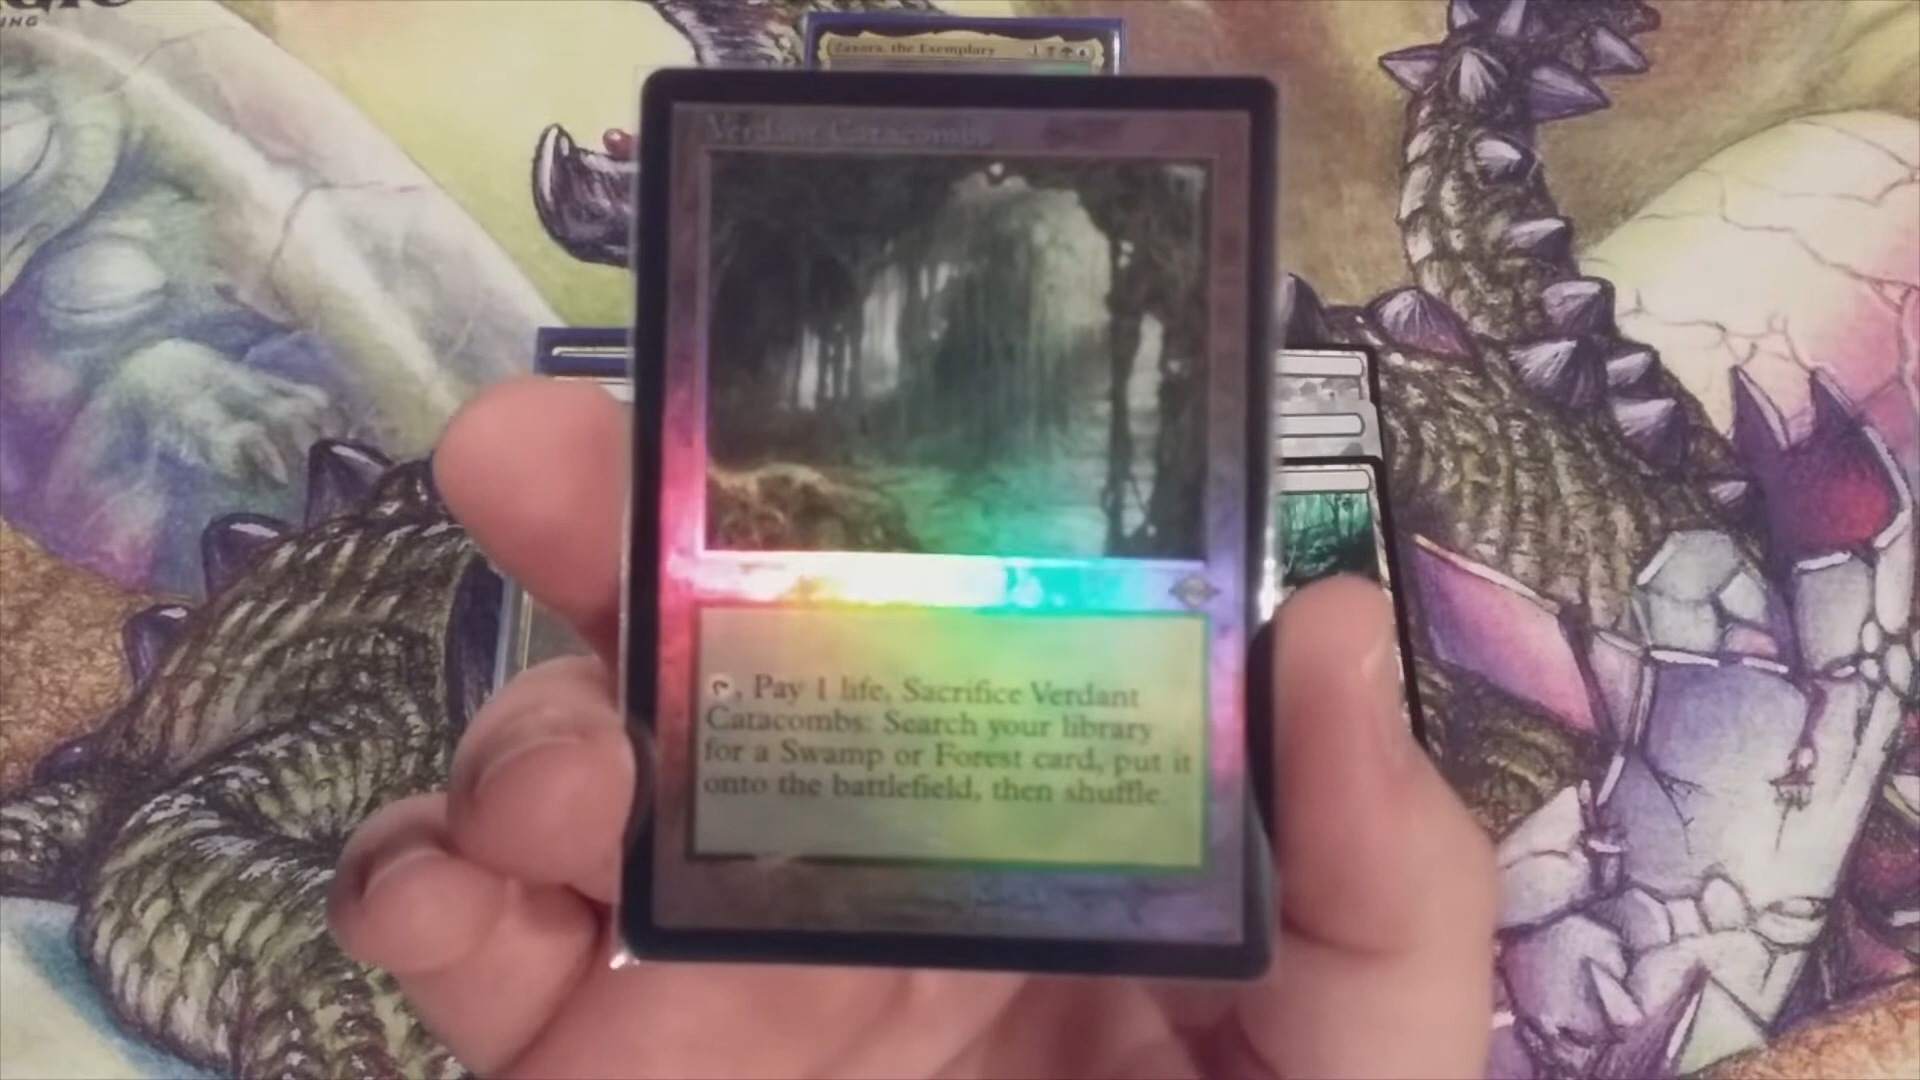 Zaxara, the Exemplary
Verdant Catacombs
, Pay 1 life, Sacrifice Verdant
Catacombs: Search your library
for a Swamp or Forest card, put it
onto the battlefield, then shuffle.